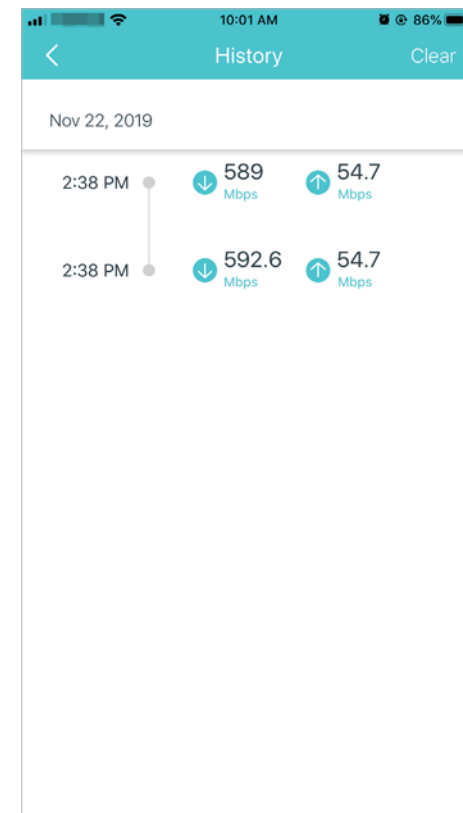 10:01 AM 86%
History Clear
Nov 22, 2019
2:38 PM 589 Mbps 54.7 Mbps
2:38 PM 592.6 Mbps 54.7 Mbps